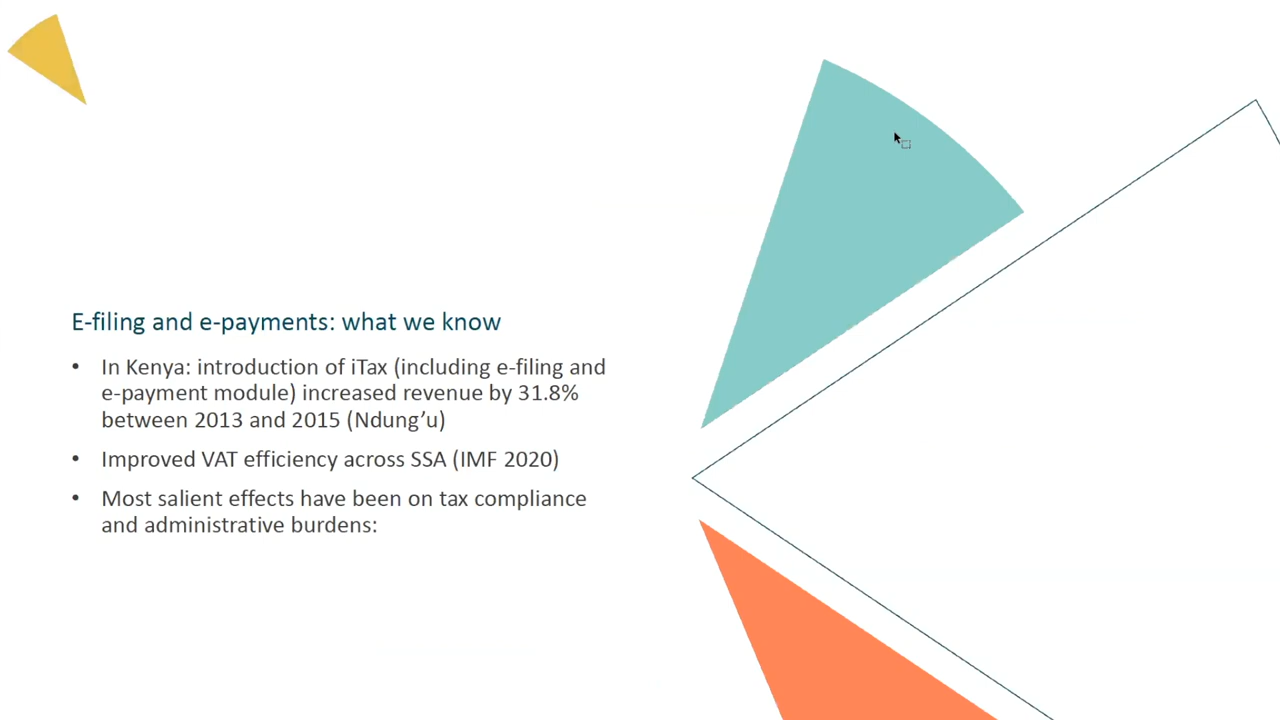 E-filing and e-payments: what we know
• In Kenya: introduction of iTax (including e-filing and
e-payment module) increased revenue by 31.8%
between 2013 and 2015 (Ndung’u)
• Improved VAT efficiency across SSA (IMF 2020)
• Most salient effects have been on tax compliance
and administrative burdens: